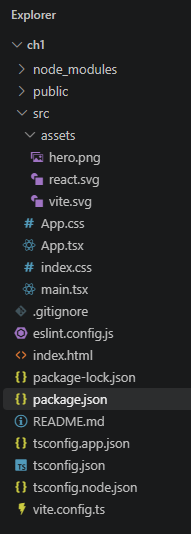 Explorer
ch1
node_modules
public
src
assets
hero.png
react.svg
vite.svg
App.css
App.tsx
index.css
main.tsx
.gitignore
eslint.config.js
index.html
package-lock.json
package.json
README.md
tsconfig.app.json
tsconfig.json
tsconfig.node.json
vite.config.ts